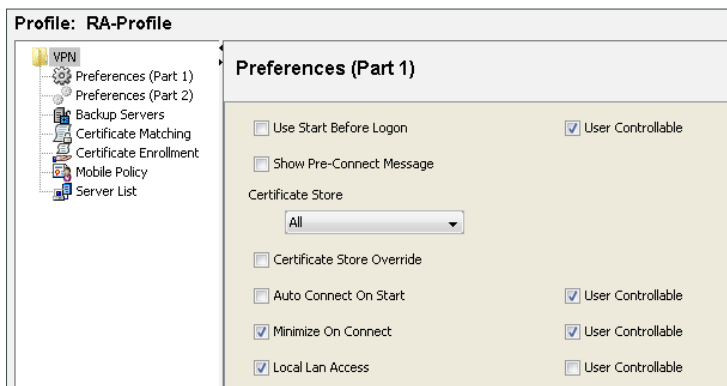 Profile: RA-Profile
VPN
Preferences (Part 1)
Preferences (Part 2)
Backup Servers
Certificate Matching
Certificate Enrollment
Mobile Policy
Server List
Preferences (Part 1)
Use Start Before Logon
User Controllable
Show Pre-Connect Message
Certificate Store
All
Certificate Store Override
Auto Connect On Start
User Controllable
Minimize On Connect
User Controllable
Local Lan Access
User Controllable